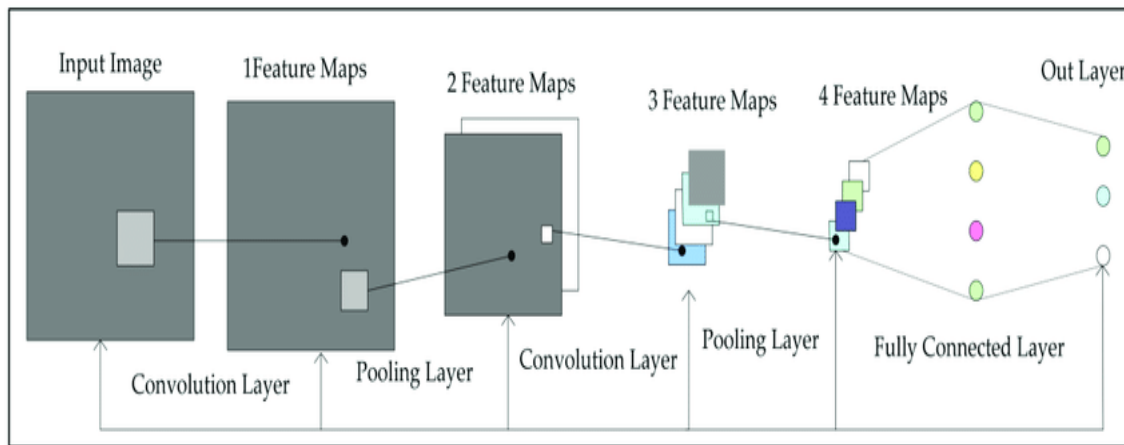 Input Image
1Feature Maps
2 Feature Maps
3 Feature Maps
4 Feature Maps
Out Layer
Convolution Layer
Pooling Layer
Convolution Layer
Pooling Layer
Fully Connected Layer